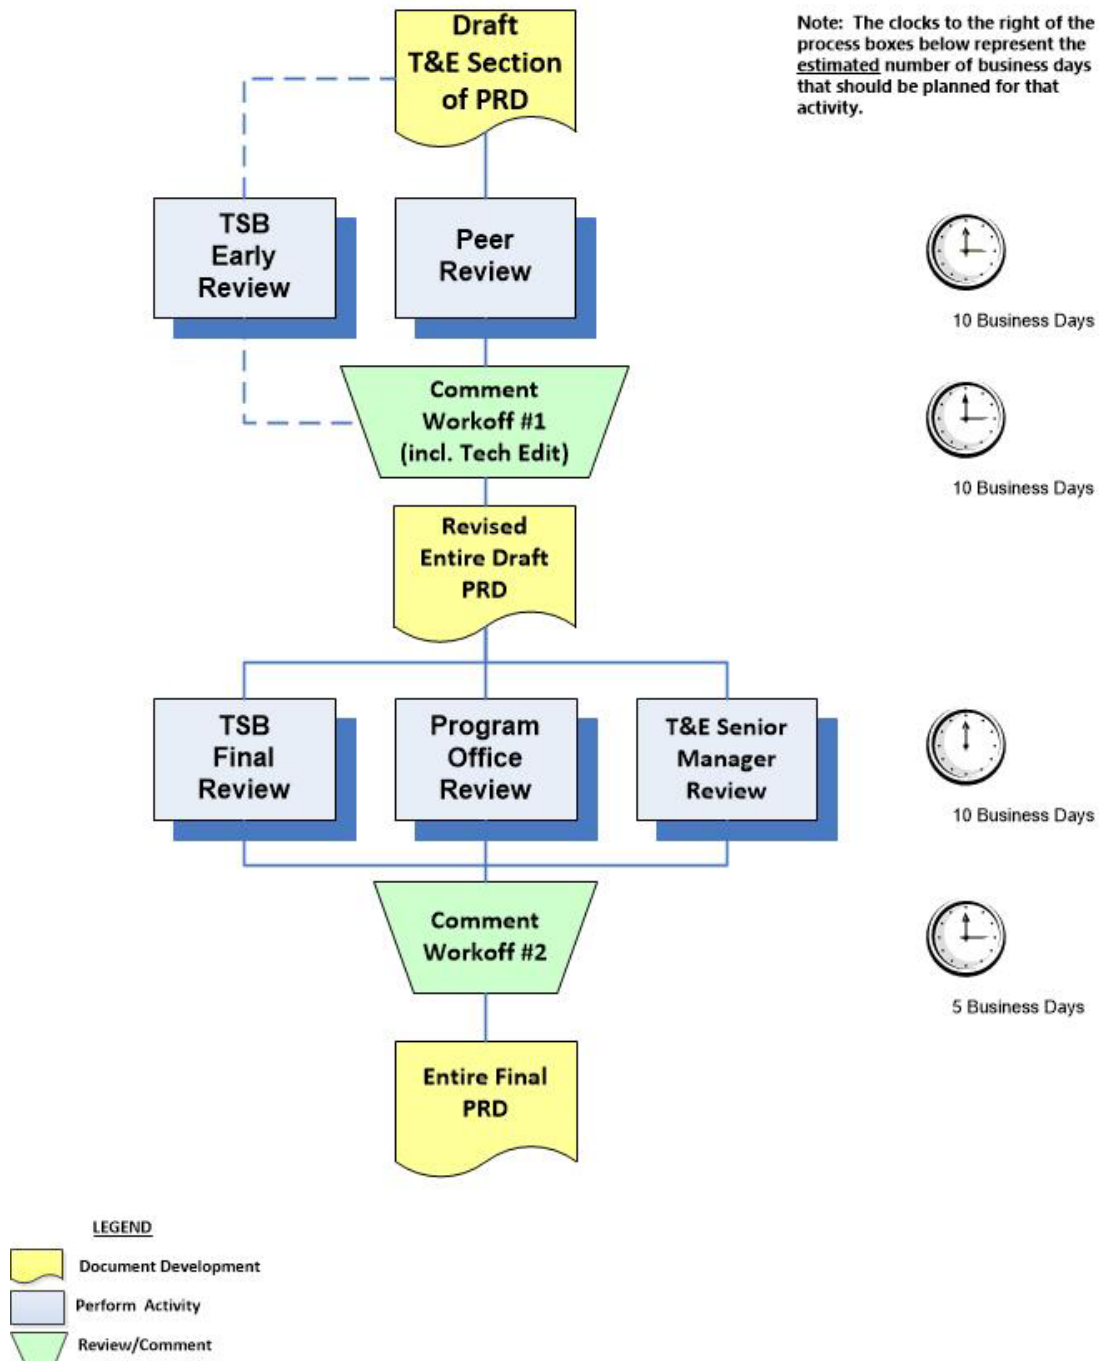 Draft
T&E Section
of PRD
Note: The clocks to the right of the
process boxes below represent the
estimated number of business days
that should be planned for that
activity.
TSB
Early
Review
Peer
Review
10 Business Days
Comment
Workoff #1
(incl. Tech Edit)
10 Business Days
Revised
Entire Draft
PRD
TSB
Final
Review
Program
Office
Review
T&E Senior
Manager
Review
10 Business Days
Comment
Workoff #2
5 Business Days
Entire Final
PRD
LEGEND
Document Development
Perform Activity
Review/Comment